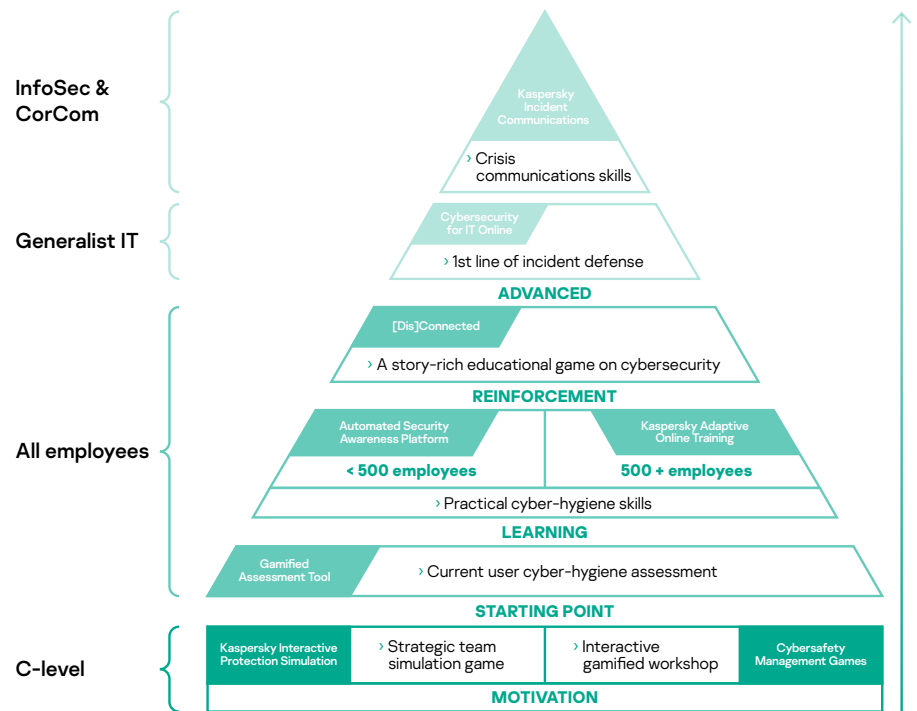 InfoSec &
CorCom
Kaspersky
Incident
Communications
› Crisis
communications skills
Generalist IT
Cybersecurity
for IT Online
› 1st line of incident defense
ADVANCED
[Dis]Connected
› A story-rich educational game on cybersecurity
REINFORCEMENT
All employees
Automated Security
Awareness Platform
< 500 employees
Kaspersky Adaptive
Online Training
500 + employees
› Practical cyber-hygiene skills
LEARNING
Gamified
Assessment Tool
› Current user cyber-hygiene assessment
STARTING POINT
C-level
Kaspersky Interactive
Protection Simulation
› Strategic team
simulation game
› Interactive
gamified workshop
Cybersafety
Management Games
MOTIVATION